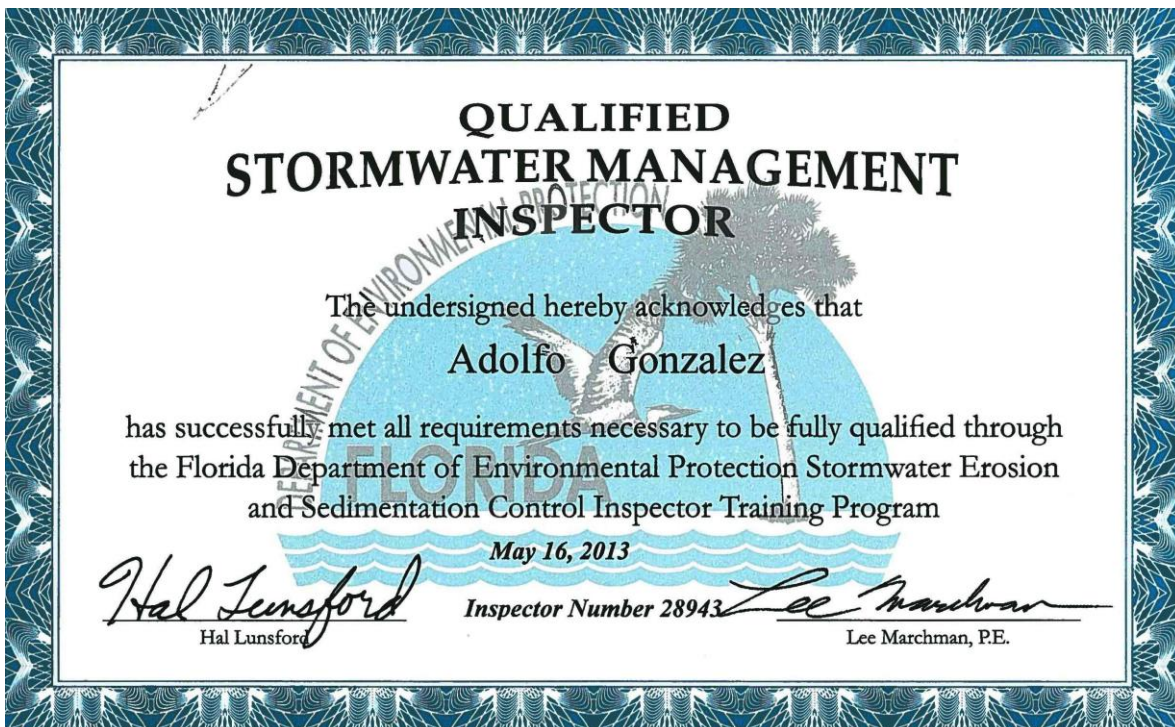 QUALIFIED
STORMWATER MANAGEMENT
INSPECTOR
DEPARTMENT OF ENVIRONMENTAL PROTECTION
The undersigned hereby acknowledges that
Adolfo Gonzalez
has successfully met all requirements necessary to be fully qualified through
the Florida Department of Environmental Protection Stormwater Erosion
FLORIDA
and Sedimentation Control Inspector Training Program
May 16, 2013
Hal Lunsford
Inspector Number 28943
Lee Marchman
Hal Lunsford
Lee Marchman, P.E.